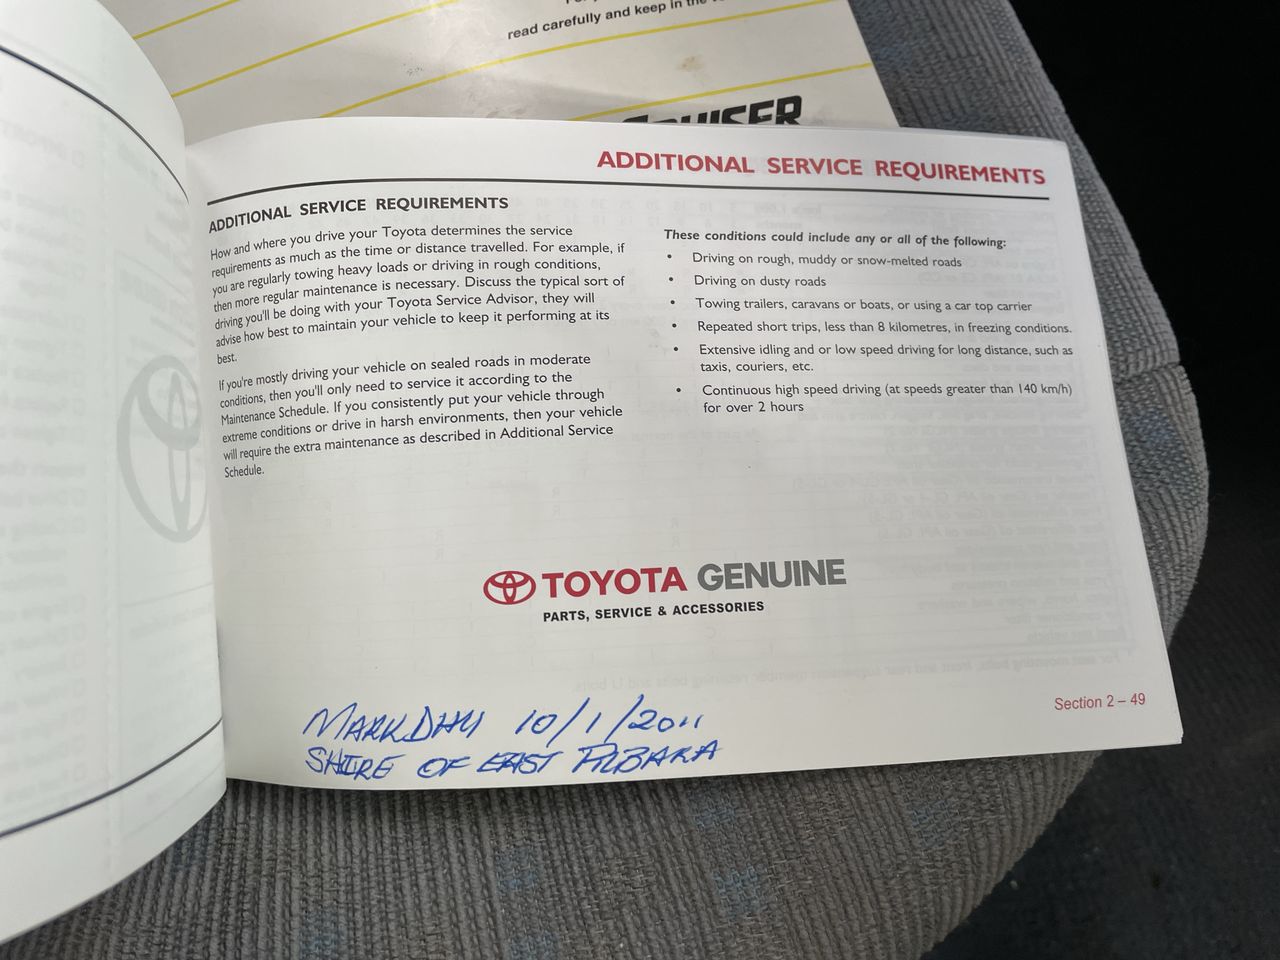 read carefully and keep in the
CRUISER
ADDITIONAL SERVICE REQUIREMENTS
ADDITIONAL SERVICE REQUIREMENTS
How and where you drive your Toyota determines the service
requirements as much as the time or distance travelled. For example, if
you are regularly towing heavy loads or driving in rough conditions,
then more regular maintenance is necessary. Discuss the typical sort of
driving you'll be doing with your Toyota Service Advisor, they will
advise how best to maintain your vehicle to keep it performing at its
best.
If you're mostly driving your vehicle on sealed roads in moderate
conditions, then you'll only need to service it according to the
Maintenance Schedule. If you consistently put your vehicle through
extreme conditions or drive in harsh environments, then your vehicle
will require the extra maintenance as described in Additional Service
Schedule.
These conditions could include any or all of the following:
• Driving on rough, muddy or snow-melted roads
• Driving on dusty roads
• Towing trailers, caravans or boats, or using a car top carrier
• Repeated short trips, less than 8 kilometres, in freezing conditions.
• Extensive idling and or low speed driving for long distance, such as
taxis, couriers, etc.
• Continuous high speed driving (at speeds greater than 140 km/h)
for over 2 hours
TOYOTA GENUINE
PARTS, SERVICE & ACCESSORIES
Section 2 – 49
MARK 10/1/2011
SHIRE OF EAST PILBARA